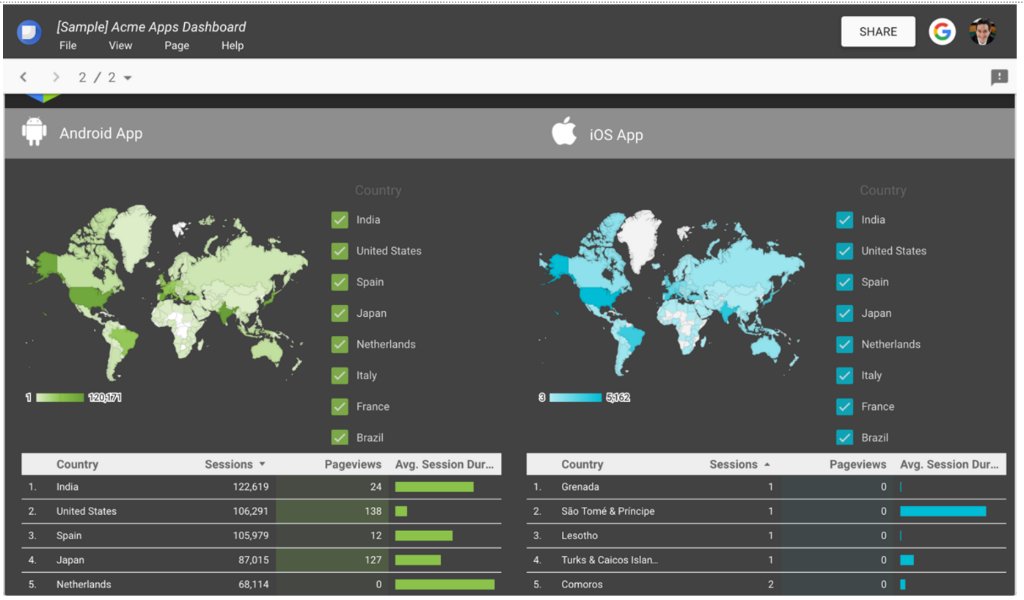 [Sample] Acme Apps Dashboard
File View Page Help
SHARE
2 / 2
Android App
Country
India
United States
Spain
Japan
Netherlands
Italy
France
Brazil
1 120,171
Country Sessions Pageviews Avg. Session Dur...
1. India 122,619 24
2. United States 106,291 138
3. Spain 105,979 12
4. Japan 87,015 127
5. Netherlands 68,114 0
iOS App
Country
India
United States
Spain
Japan
Netherlands
Italy
France
Brazil
3 5,162
Country Sessions Pageviews Avg. Session Dur...
1. Grenada 1 0
2. São Tomé & Príncipe 1 0
3. Lesotho 1 0
4. Turks & Caicos Islan... 1 0
5. Comoros 2 0